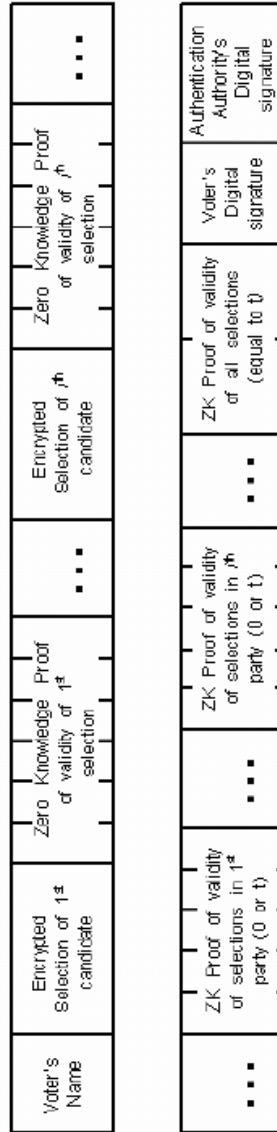 Voter's
Name
Encrypted
Selection of 1st
candidate
Zero Knowledge Proof
of validity of 1st
selection
...
Encrypted
Selection of jth
candidate
Zero Knowledge Proof
of validity of jth
selection
...
...
ZK Proof of validity
of selections in 1st
party (0 or t)
...
ZK Proof of validity
of selections in jth
party (0 or t)
...
ZK Proof of validity
of all selections
(equal to t)
Voter's
Digital
signature
Authentication
Authority's
Digital
signature